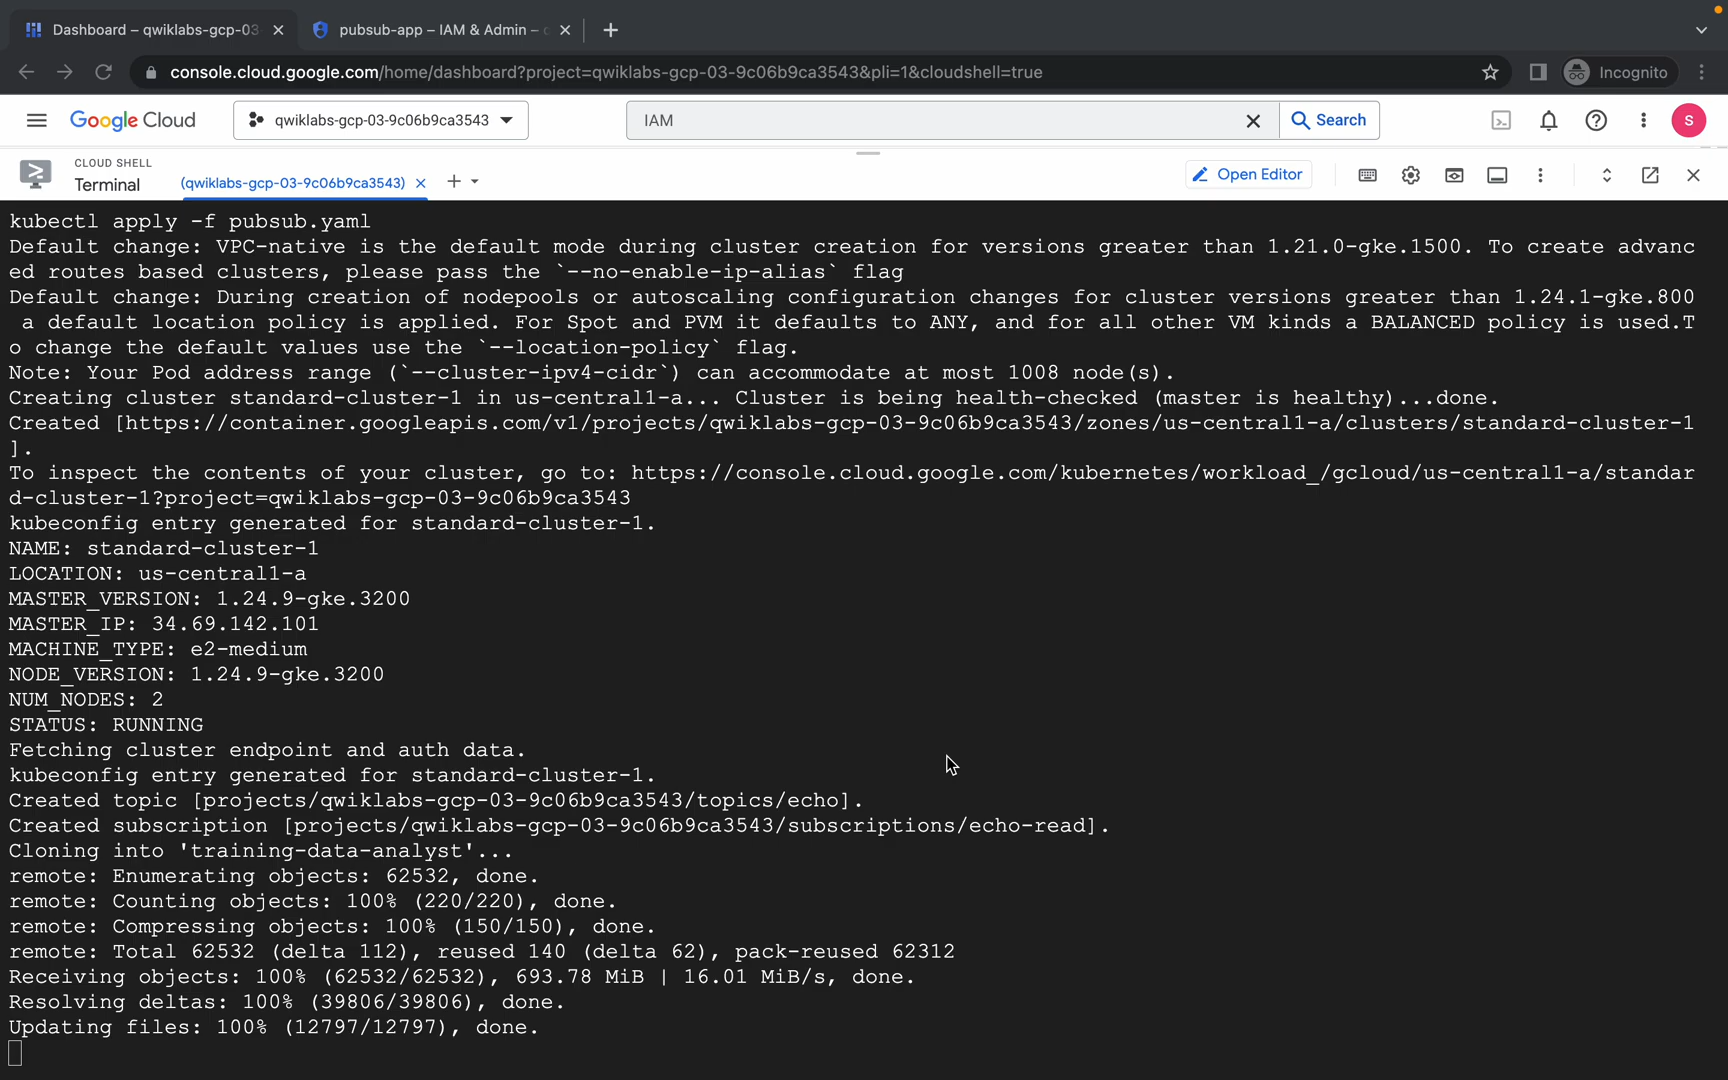 Dashboard – qwiklabs-gcp-03
pubsub-app – IAM & Admin –
console.cloud.google.com/home/dashboard?project=qwiklabs-gcp-03-9c06b9ca3543&pli=1&cloudshell=true
Incognito
Google Cloud
qwiklabs-gcp-03-9c06b9ca3543
IAM
Search
S
CLOUD SHELL
Terminal
(qwiklabs-gcp-03-9c06b9ca3543)
Open Editor
kubectl apply -f pubsub.yaml
Default change: VPC-native is the default mode during cluster creation for versions greater than 1.21.0-gke.1500. To create advanc
ed routes based clusters, please pass the `--no-enable-ip-alias` flag
Default change: During creation of nodepools or autoscaling configuration changes for cluster versions greater than 1.24.1-gke.800
a default location policy is applied. For Spot and PVM it defaults to ANY, and for all other VM kinds a BALANCED policy is used.T
o change the default values use the `--location-policy` flag.
Note: Your Pod address range (`--cluster-ipv4-cidr`) can accommodate at most 1008 node(s).
Creating cluster standard-cluster-1 in us-central1-a... Cluster is being health-checked (master is healthy)...done.
Created [https://container.googleapis.com/v1/projects/qwiklabs-gcp-03-9c06b9ca3543/zones/us-central1-a/clusters/standard-cluster-1
].
To inspect the contents of your cluster, go to: https://console.cloud.google.com/kubernetes/workload_/gcloud/us-central1-a/standar
d-cluster-1?project=qwiklabs-gcp-03-9c06b9ca3543
kubeconfig entry generated for standard-cluster-1.
NAME: standard-cluster-1
LOCATION: us-central1-a
MASTER_VERSION: 1.24.9-gke.3200
MASTER_IP: 34.69.142.101
MACHINE_TYPE: e2-medium
NODE_VERSION: 1.24.9-gke.3200
NUM_NODES: 2
STATUS: RUNNING
Fetching cluster endpoint and auth data.
kubeconfig entry generated for standard-cluster-1.
Created topic [projects/qwiklabs-gcp-03-9c06b9ca3543/topics/echo].
Created subscription [projects/qwiklabs-gcp-03-9c06b9ca3543/subscriptions/echo-read].
Cloning into 'training-data-analyst'...
remote: Enumerating objects: 62532, done.
remote: Counting objects: 100% (220/220), done.
remote: Compressing objects: 100% (150/150), done.
remote: Total 62532 (delta 112), reused 140 (delta 62), pack-reused 62312
Receiving objects: 100% (62532/62532), 693.78 MiB | 16.01 MiB/s, done.
Resolving deltas: 100% (39806/39806), done.
Updating files: 100% (12797/12797), done.